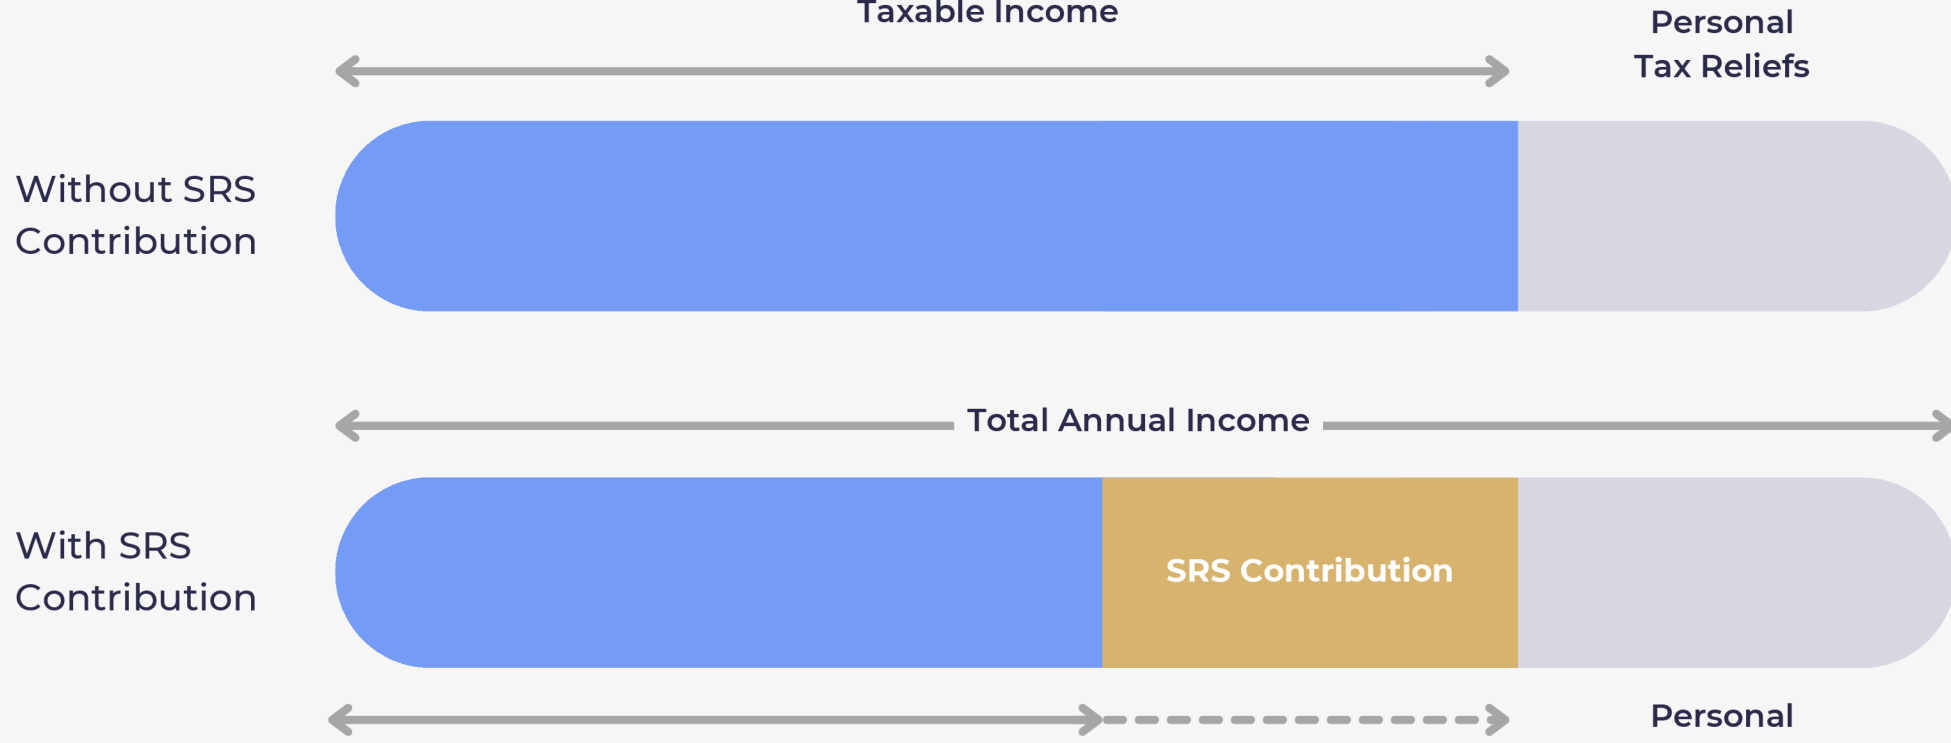 Taxable Income
Personal
Tax Reliefs
Without SRS
Contribution
Total Annual Income
With SRS
Contribution
SRS Contribution
Personal